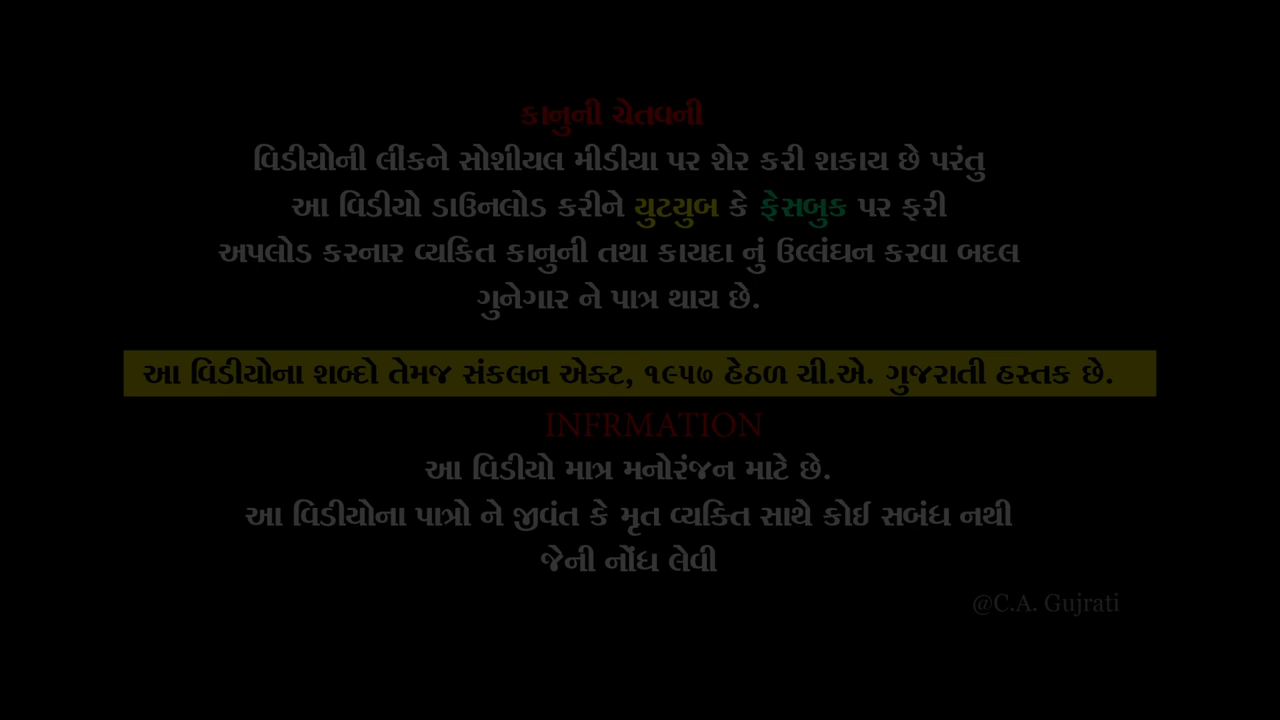 કાનુની ચેતવની
વિડીયોની લીંકને સોશીયલ મીડીયા પર શેર કરી શકાય છે પરંતુ
આ વિડીયો ડાઉનલોડ કરીને યુટયુબ કે ફેસબુક પર ફરી
અપલોડ કરનાર વ્યકિત કાનુની તથા કાયદા નું ઉલ્લંઘન કરવા બદલ
ગુનેગાર ને પાત્ર થાય છે.
આ વિડીયોના શબ્દો તેમજ સંકલન એક્ટ, ૧૯૫૭ હેઠળ ચી.એ. ગુજરાતી હસ્તક છે.
INFRMATION
આ વિડીયો માત્ર મનોરંજન માટે છે.
આ વિડીયોના પાત્રો ને જીવંત કે મૃત વ્યક્તિ સાથે કોઈ સબંધ નથી
જેની નોંધ લેવી
@C.A. Gujrati